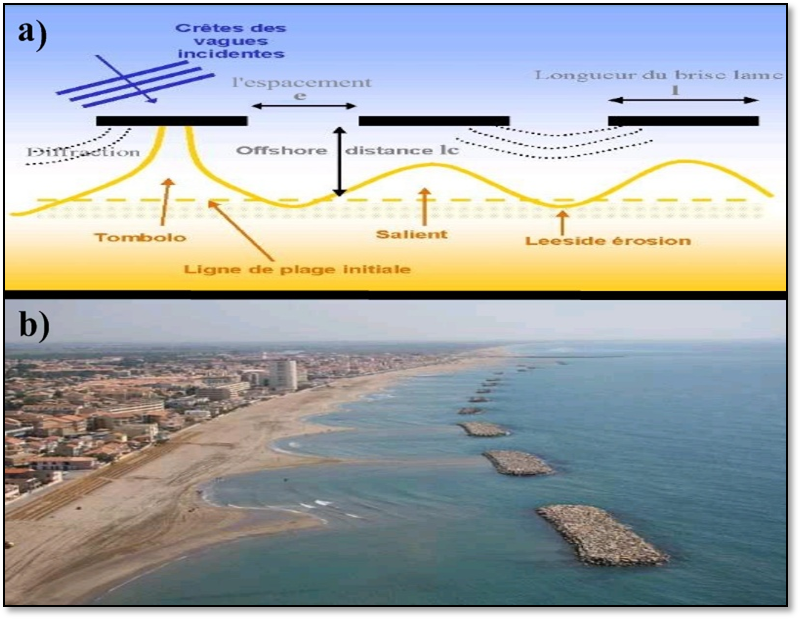 a)
Crêtes des
vagues
incidentes
l'espacement
e
Longueur du brise lame
l
Diffraction
Offshore distance lc
Tombolo
Salient
Leeside érosion
Ligne de plage initiale
b)